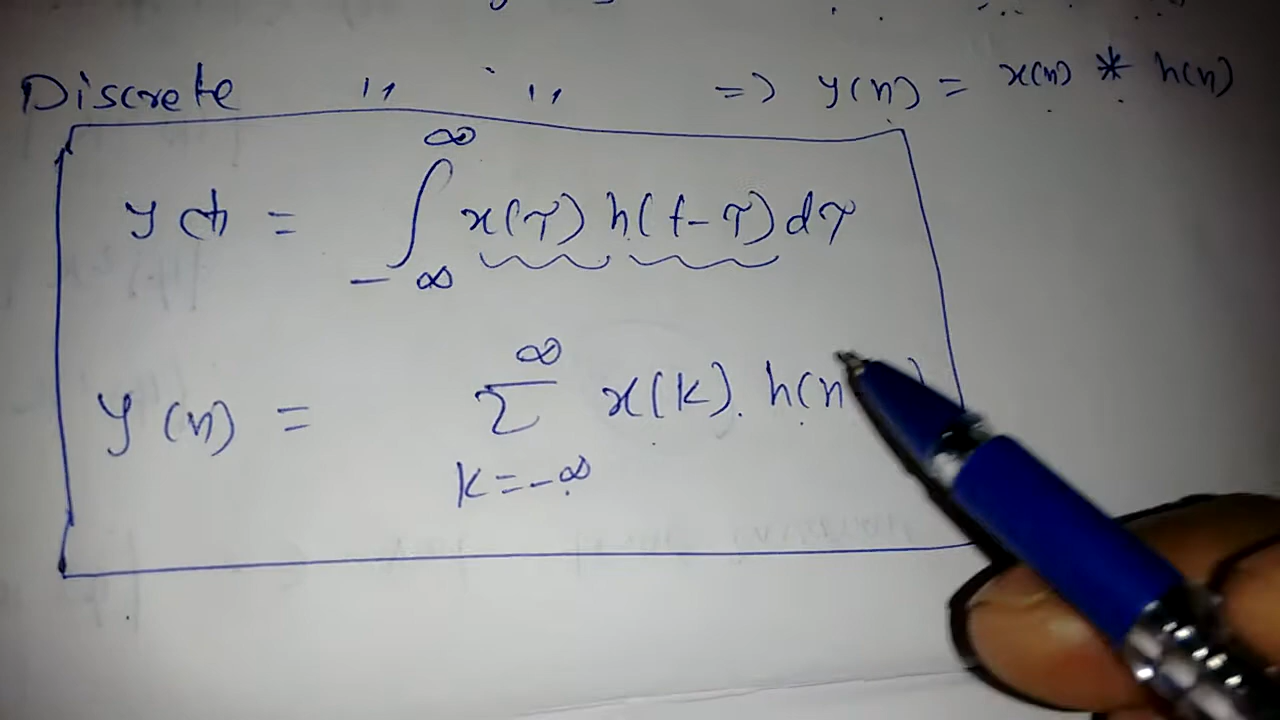 Discrete ,, ,, => y(n) = x(n) * h(n)
y(t) = ∫_{-∞}^{∞} x(τ) h(t-τ) dτ
y(n) = ∑_{k=-∞}^{∞} x(k). h(n )